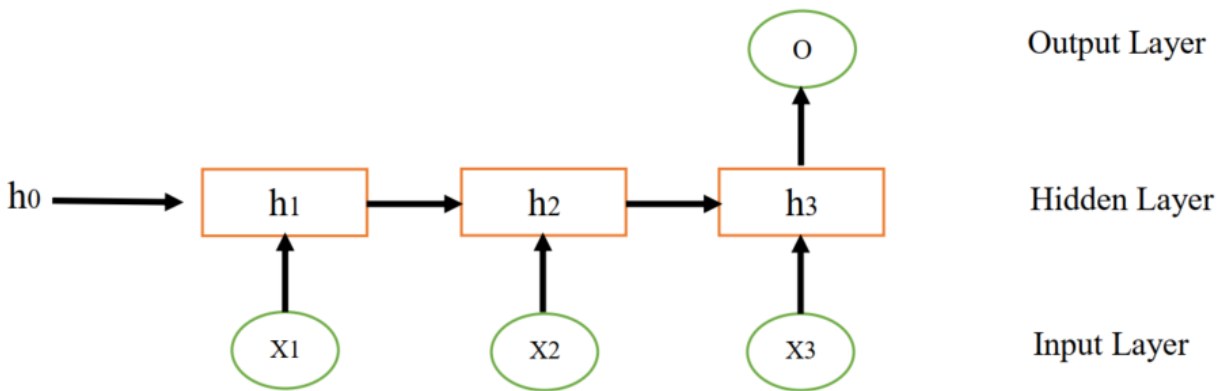 O Output Layer
h0 h1 h2 h3 Hidden Layer
X1 X2 X3 Input Layer